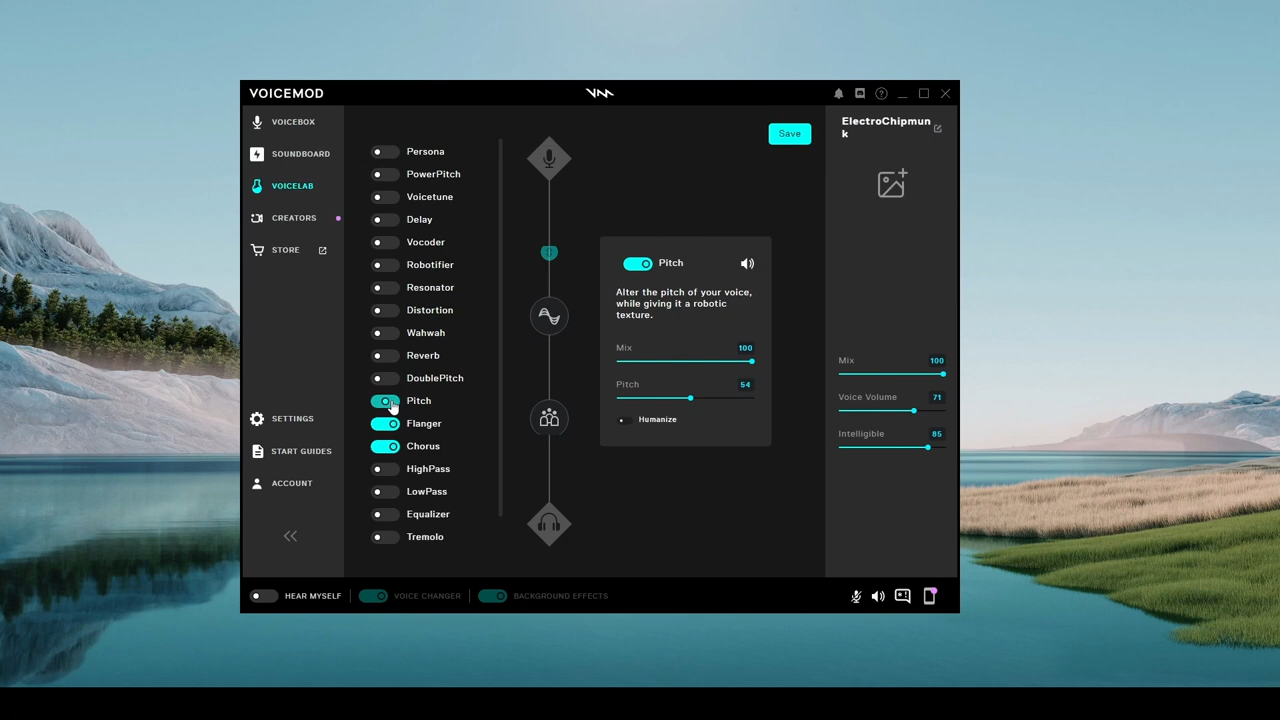 VOICEMOD
VOICEBOX
SOUNDBOARD
VOICELAB
CREATORS
STORE
SETTINGS
START GUIDES
ACCOUNT
Persona
PowerPitch
Voicetune
Delay
Vocoder
Robotifier
Resonator
Distortion
Wahwah
Reverb
DoublePitch
Pitch
Flanger
Chorus
HighPass
LowPass
Equalizer
Tremolo
Save
Pitch
Alter the pitch of your voice,
while giving it a robotic
texture.
Mix 100
Pitch 54
Humanize
ElectroChipmun
k
Mix 100
Voice Volume 71
Intelligible 85
HEAR MYSELF
VOICE CHANGER
BACKGROUND EFFECTS